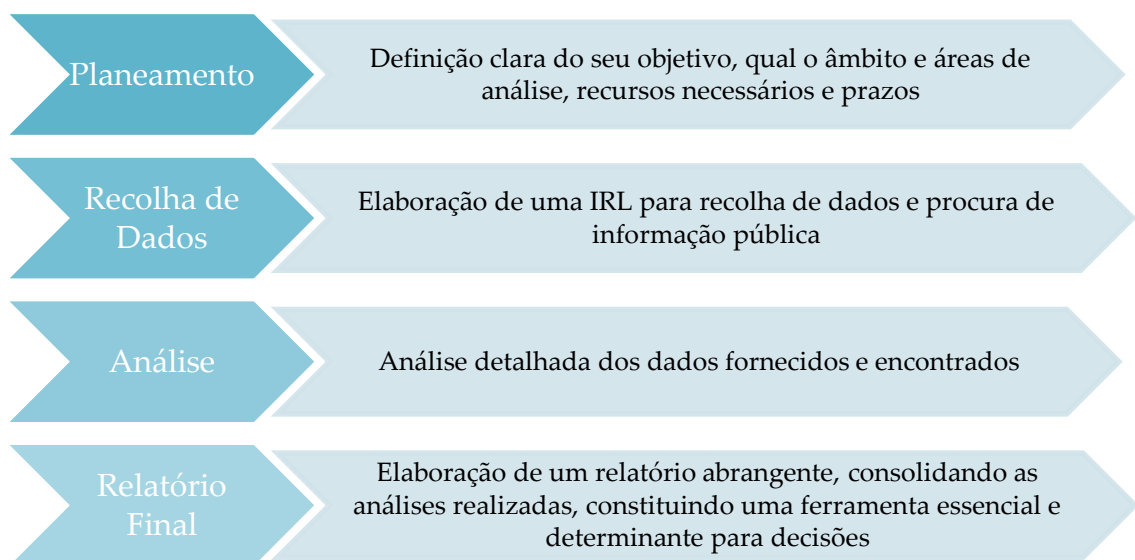 Planeamento
Definição clara do seu objetivo, qual o âmbito e áreas de
análise, recursos necessários e prazos
Recolha de
Dados
Elaboração de uma IRL para recolha de dados e procura de
informação pública
Análise
Análise detalhada dos dados fornecidos e encontrados
Relatório
Final
Elaboração de um relatório abrangente, consolidando as
análises realizadas, constituindo uma ferramenta essencial e
determinante para decisões